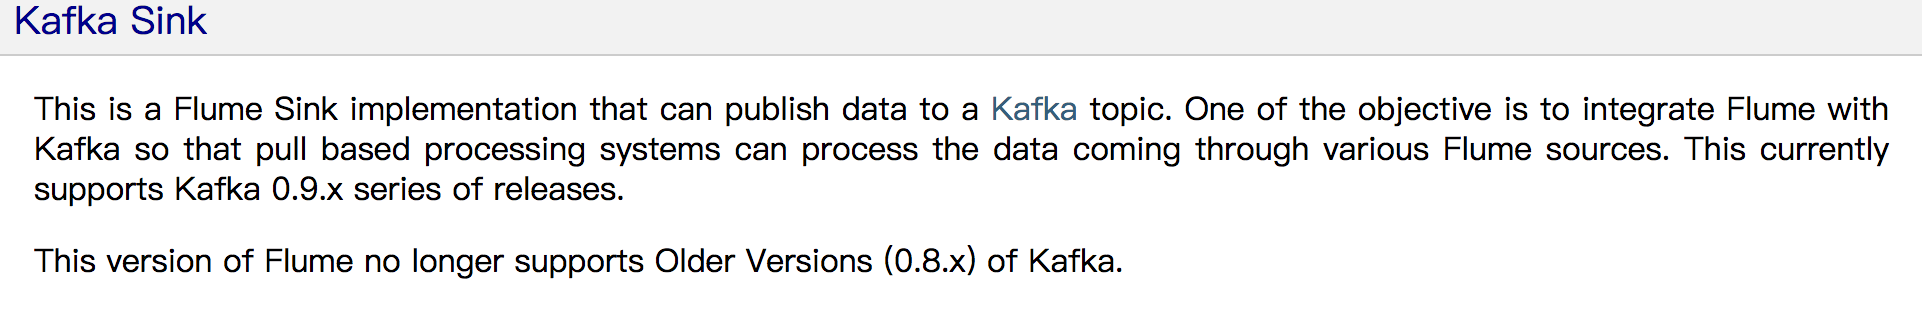 Kafka Sink
This is a Flume Sink implementation that can publish data to a Kafka topic. One of the objective is to integrate Flume with
Kafka so that pull based processing systems can process the data coming through various Flume sources. This currently
supports Kafka 0.9.x series of releases.
This version of Flume no longer supports Older Versions (0.8.x) of Kafka.